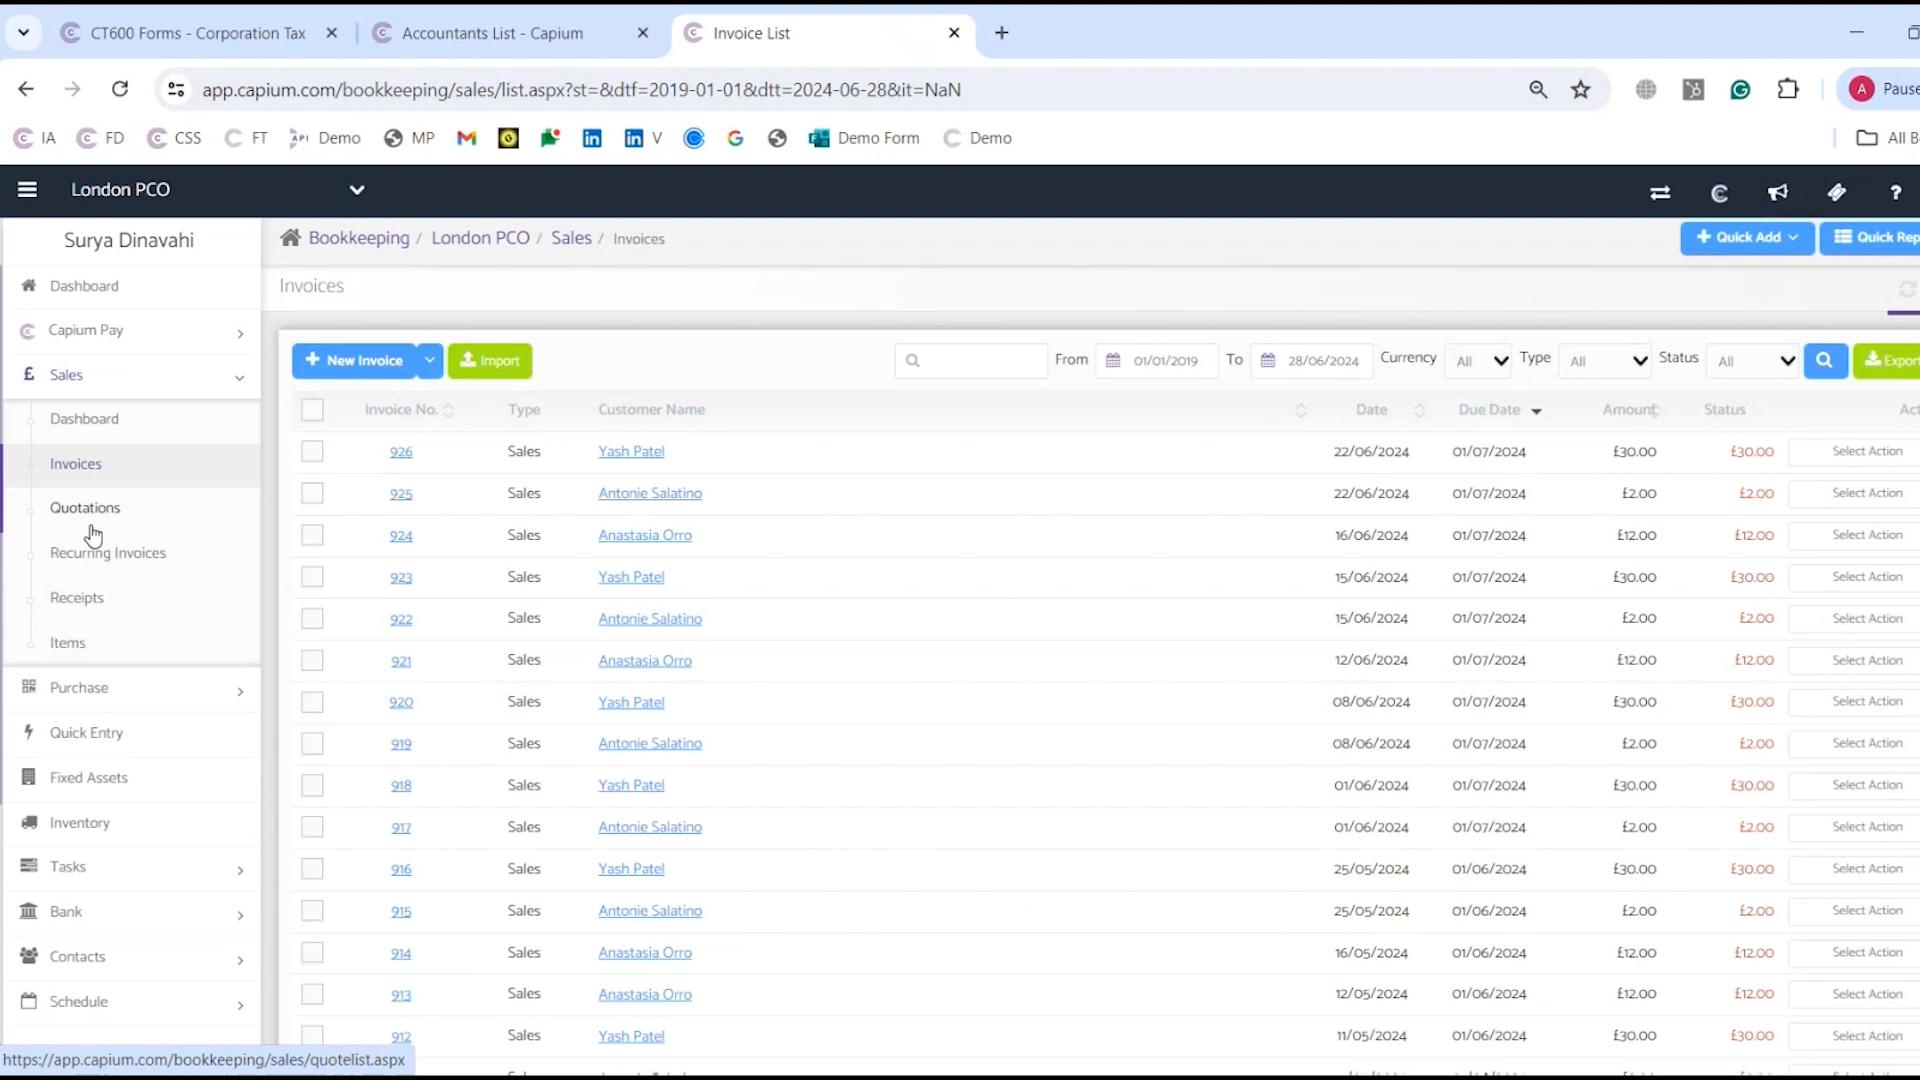 CT600 Forms - Corporation Tax
Accountants List - Capium
Invoice List
app.capium.com/bookkeeping/sales/list.aspx?st=&dtf=2019-01-01&dtt=2024-06-28&it=NaN
A Pause
IA FD CSS FT API Demo MP V Demo Form Demo All B
London PCO
Surya Dinavahi
Bookkeeping / London PCO / Sales / Invoices
Quick Add
Quick Rep
Dashboard
Capium Pay
Sales
Dashboard
Invoices
Quotations
Recurring Invoices
Receipts
Items
Purchase
Quick Entry
Fixed Assets
Inventory
Tasks
Bank
Contacts
Schedule
Invoices
New Invoice Import From 01/01/2019 To 28/06/2024 Currency All Type All Status All Export
Invoice No. Type Customer Name Date Due Date Amount Status Act
926 Sales Yash Patel 22/06/2024 01/07/2024 £30.00 £30.00 Select Action
925 Sales Antonie Salatino 22/06/2024 01/07/2024 £2.00 £2.00 Select Action
924 Sales Anastasia Orro 16/06/2024 01/07/2024 £12.00 £12.00 Select Action
923 Sales Yash Patel 15/06/2024 01/07/2024 £30.00 £30.00 Select Action
922 Sales Antonie Salatino 15/06/2024 01/07/2024 £2.00 £2.00 Select Action
921 Sales Anastasia Orro 12/06/2024 01/07/2024 £12.00 £12.00 Select Action
920 Sales Yash Patel 08/06/2024 01/07/2024 £30.00 £30.00 Select Action
919 Sales Antonie Salatino 08/06/2024 01/07/2024 £2.00 £2.00 Select Action
918 Sales Yash Patel 01/06/2024 01/07/2024 £30.00 £30.00 Select Action
917 Sales Antonie Salatino 01/06/2024 01/07/2024 £2.00 £2.00 Select Action
916 Sales Yash Patel 25/05/2024 01/06/2024 £30.00 £30.00 Select Action
915 Sales Antonie Salatino 25/05/2024 01/06/2024 £2.00 £2.00 Select Action
914 Sales Anastasia Orro 16/05/2024 01/06/2024 £12.00 £12.00 Select Action
913 Sales Anastasia Orro 12/05/2024 01/06/2024 £12.00 £12.00 Select Action
912 Sales Yash Patel 11/05/2024 01/06/2024 £30.00 £30.00 Select Action
https://app.capium.com/bookkeeping/sales/quotelist.aspx